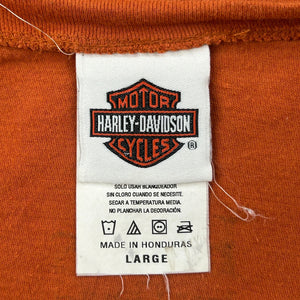 MOTOR
HARLEY-DAVIDSON
CYCLES
®
SOLO USAR BLANQUEADOR
SIN CLORO CUANDO SE NECESITE.
SECAR A TEMPERATURA MEDIA.
NO PLANCHAR LA DECORACIÓN.
MADE IN HONDURAS
LARGE